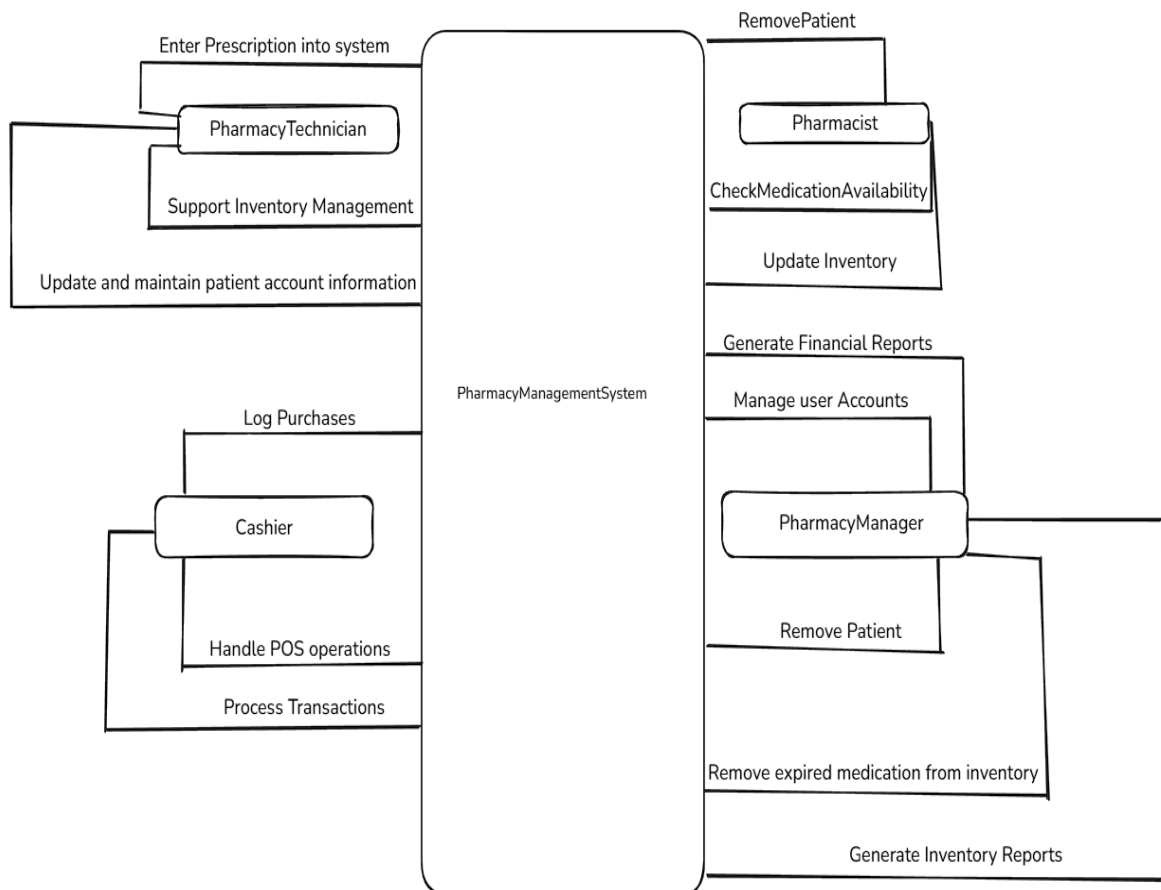 RemovePatient
Enter Prescription into system
PharmacyTechnician
Pharmacist
CheckMedicationAvailability
Support Inventory Management
Update Inventory
Update and maintain patient account information
Generate Financial Reports
PharmacyManagementSystem
Manage user Accounts
Log Purchases
Cashier
PharmacyManager
Remove Patient
Handle POS operations
Process Transactions
Remove expired medication from inventory
Generate Inventory Reports